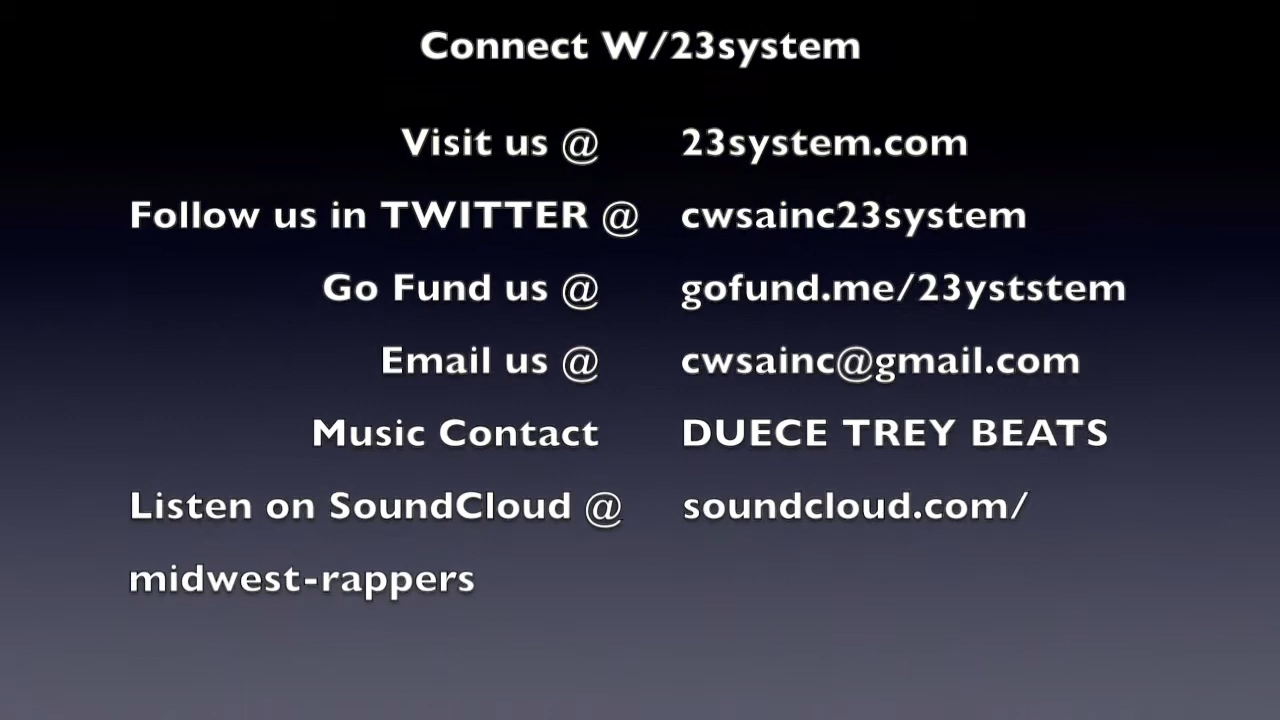 Connect W/23system
Visit us @ 23system.com
Follow us in TWITTER @ cwsainc23system
Go Fund us @ gofund.me/23yststem
Email us @ cwsainc@gmail.com
Music Contact DUECE TREY BEATS
Listen on SoundCloud @ soundcloud.com/
midwest-rappers